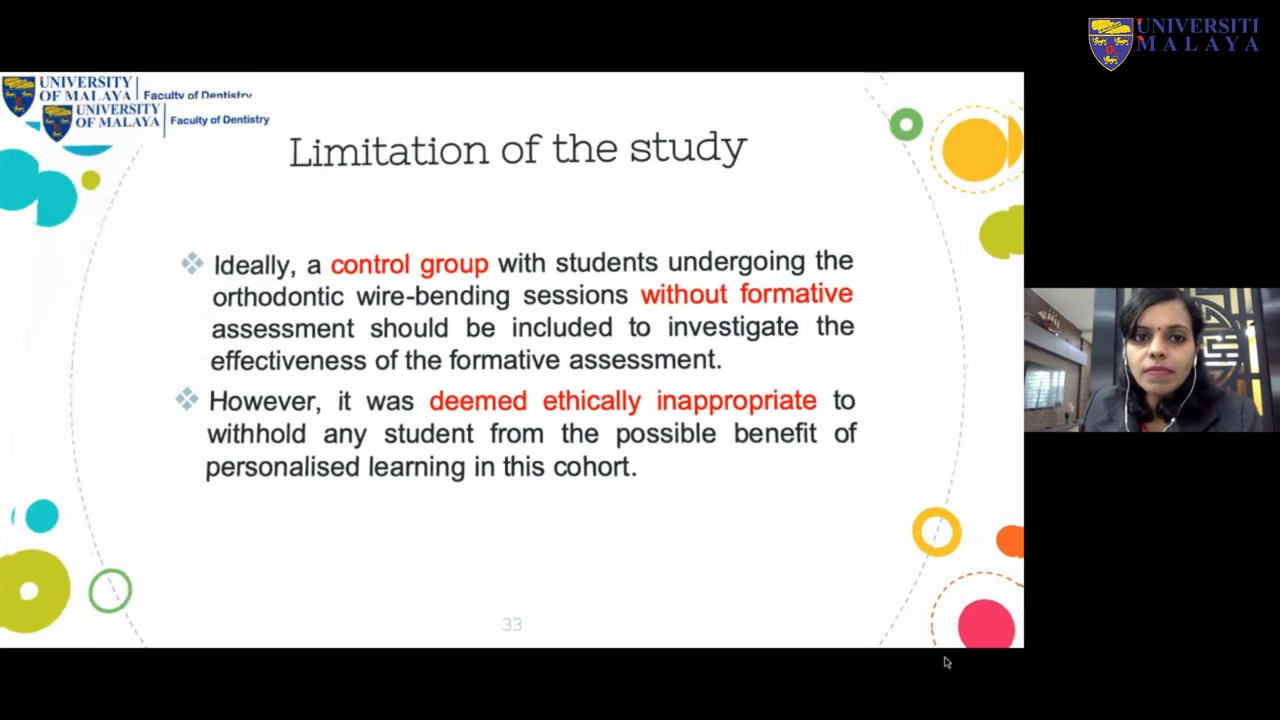 UNIVERSITI
MALAYA
UNIVERSITY
OF MALAYA
Faculty of Dentistry
UNIVERSITY
OF MALAYA
Faculty of Dentistry
Limitation of the study
Ideally, a control group with students undergoing the
orthodontic wire-bending sessions without formative
assessment should be included to investigate the
effectiveness of the formative assessment.
However, it was deemed ethically inappropriate to
withhold any student from the possible benefit of
personalised learning in this cohort.
33